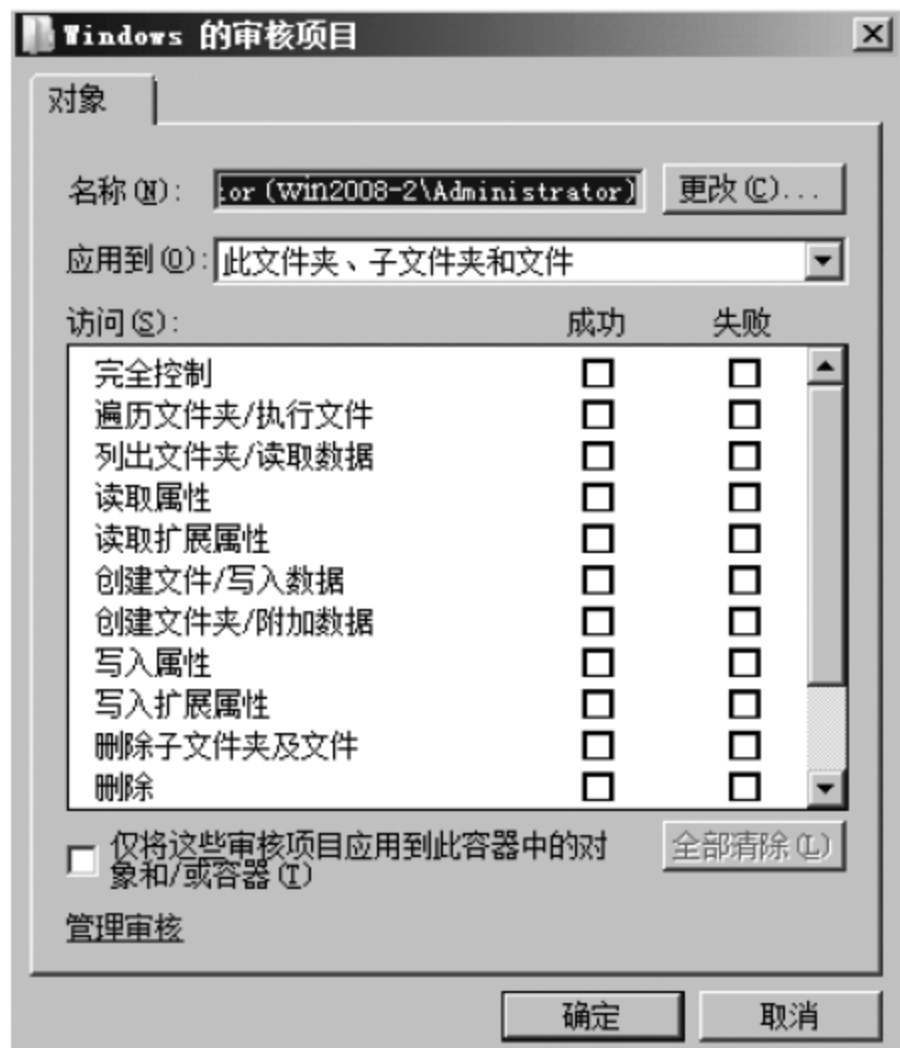 Windows 的审核项目
对象
名称(N): tor (win2008-2\Administrator) 更改(C)...
应用到(O): 此文件夹、子文件夹和文件
访问(S): 成功 失败
完全控制
遍历文件夹/执行文件
列出文件夹/读取数据
读取属性
读取扩展属性
创建文件/写入数据
创建文件夹/附加数据
写入属性
写入扩展属性
删除子文件夹及文件
删除
仅将这些审核项目应用到此容器中的对
象和/或容器(T)
全部清除(L)
管理审核
确定 取消